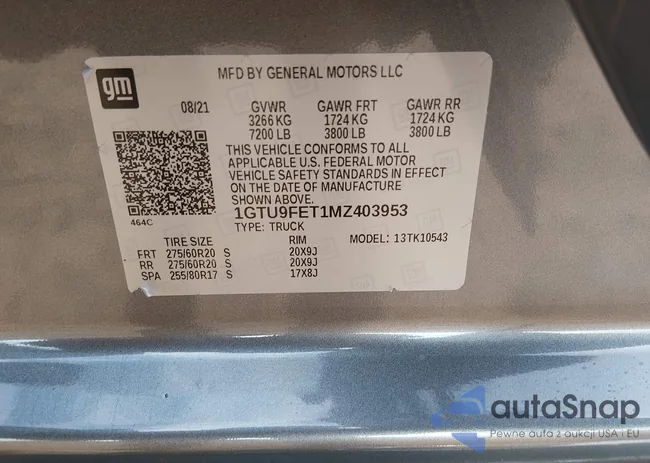 gm
MFD BY GENERAL MOTORS LLC
08/21 GVWR GAWR FRT GAWR RR
3266 KG 1724 KG 1724 KG
7200 LB 3800 LB 3800 LB
THIS VEHICLE CONFORMS TO ALL
APPLICABLE U.S. FEDERAL MOTOR
VEHICLE SAFETY STANDARDS IN EFFECT
ON THE DATE OF MANUFACTURE
SHOWN ABOVE.
464C
1GTU9FET1MZ403953
TYPE: TRUCK
TIRE SIZE RIM MODEL: 13TK10543
FRT 275/60R20 S 20X9J
RR 275/60R20 S 20X9J
SPA 255/80R17 S 17X8J
autaSnap
Pewne auta z aukcji USA i EU